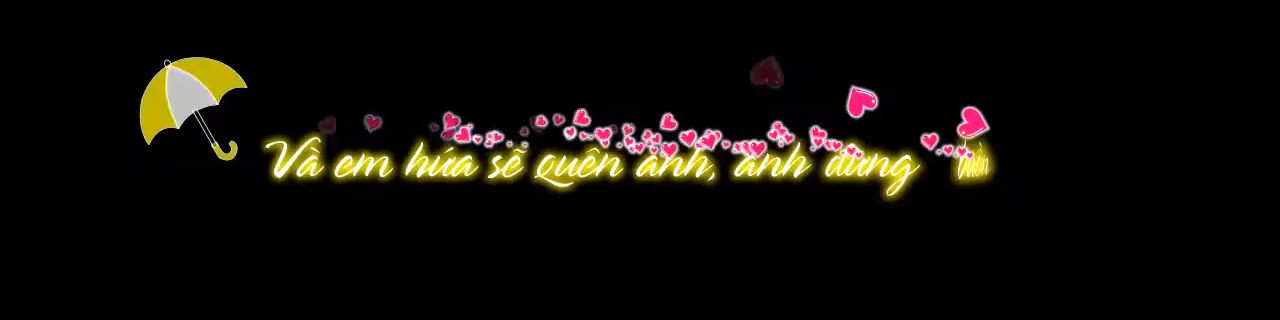 Và em hứa sẽ quên anh, anh đừng